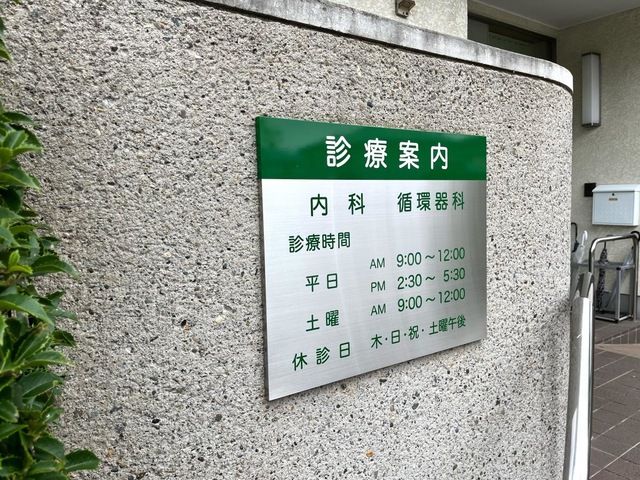 診療案内
内科 循環器科
診療時間
平日 AM 9:00～12:00
PM 2:30～5:30
土曜 AM 9:00～12:00
休診日 木・日・祝・土曜午後